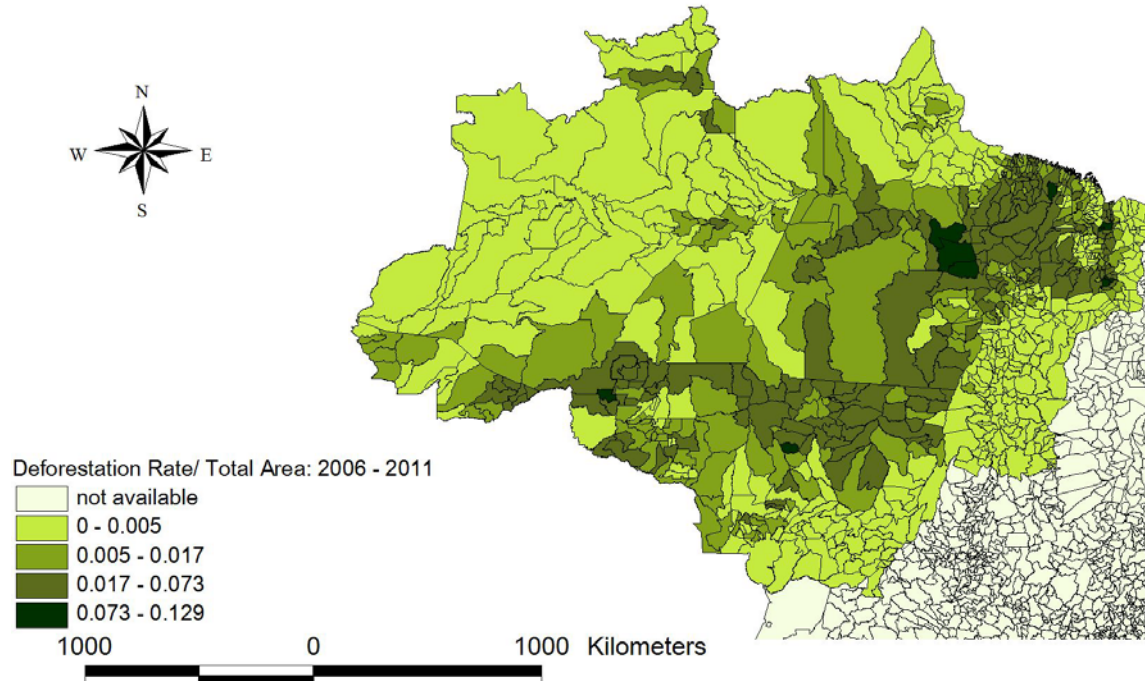 N
W E
S
Deforestation Rate/ Total Area: 2006 - 2011
not available
0 - 0.005
0.005 - 0.017
0.017 - 0.073
0.073 - 0.129
1000 0 1000 Kilometers